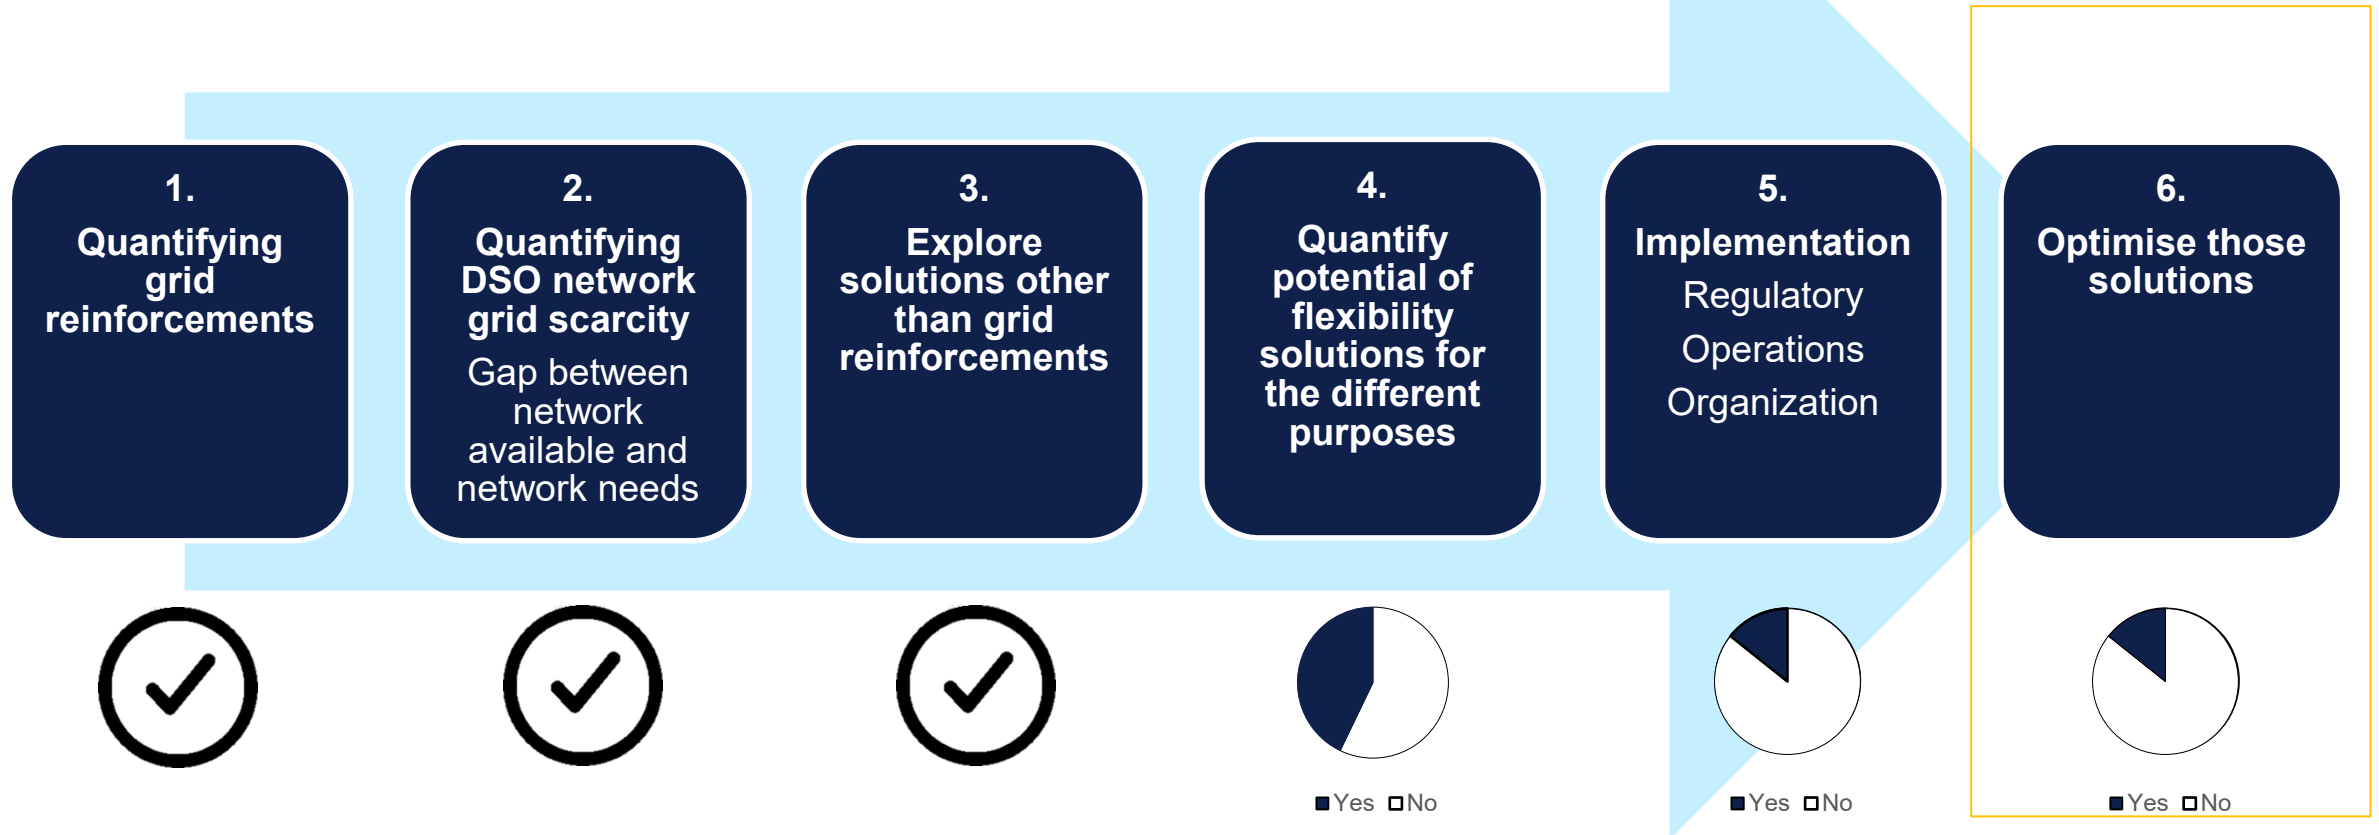 1.
Quantifying
grid
reinforcements
2.
Quantifying
DSO network
grid scarcity
Gap between
network
available and
network needs
3.
Explore
solutions other
than grid
reinforcements
4.
Quantify
potential of
flexibility
solutions for
the different
purposes
5.
Implementation
Regulatory
Operations
Organization
6.
Optimise those
solutions
Yes No
Yes No
Yes No